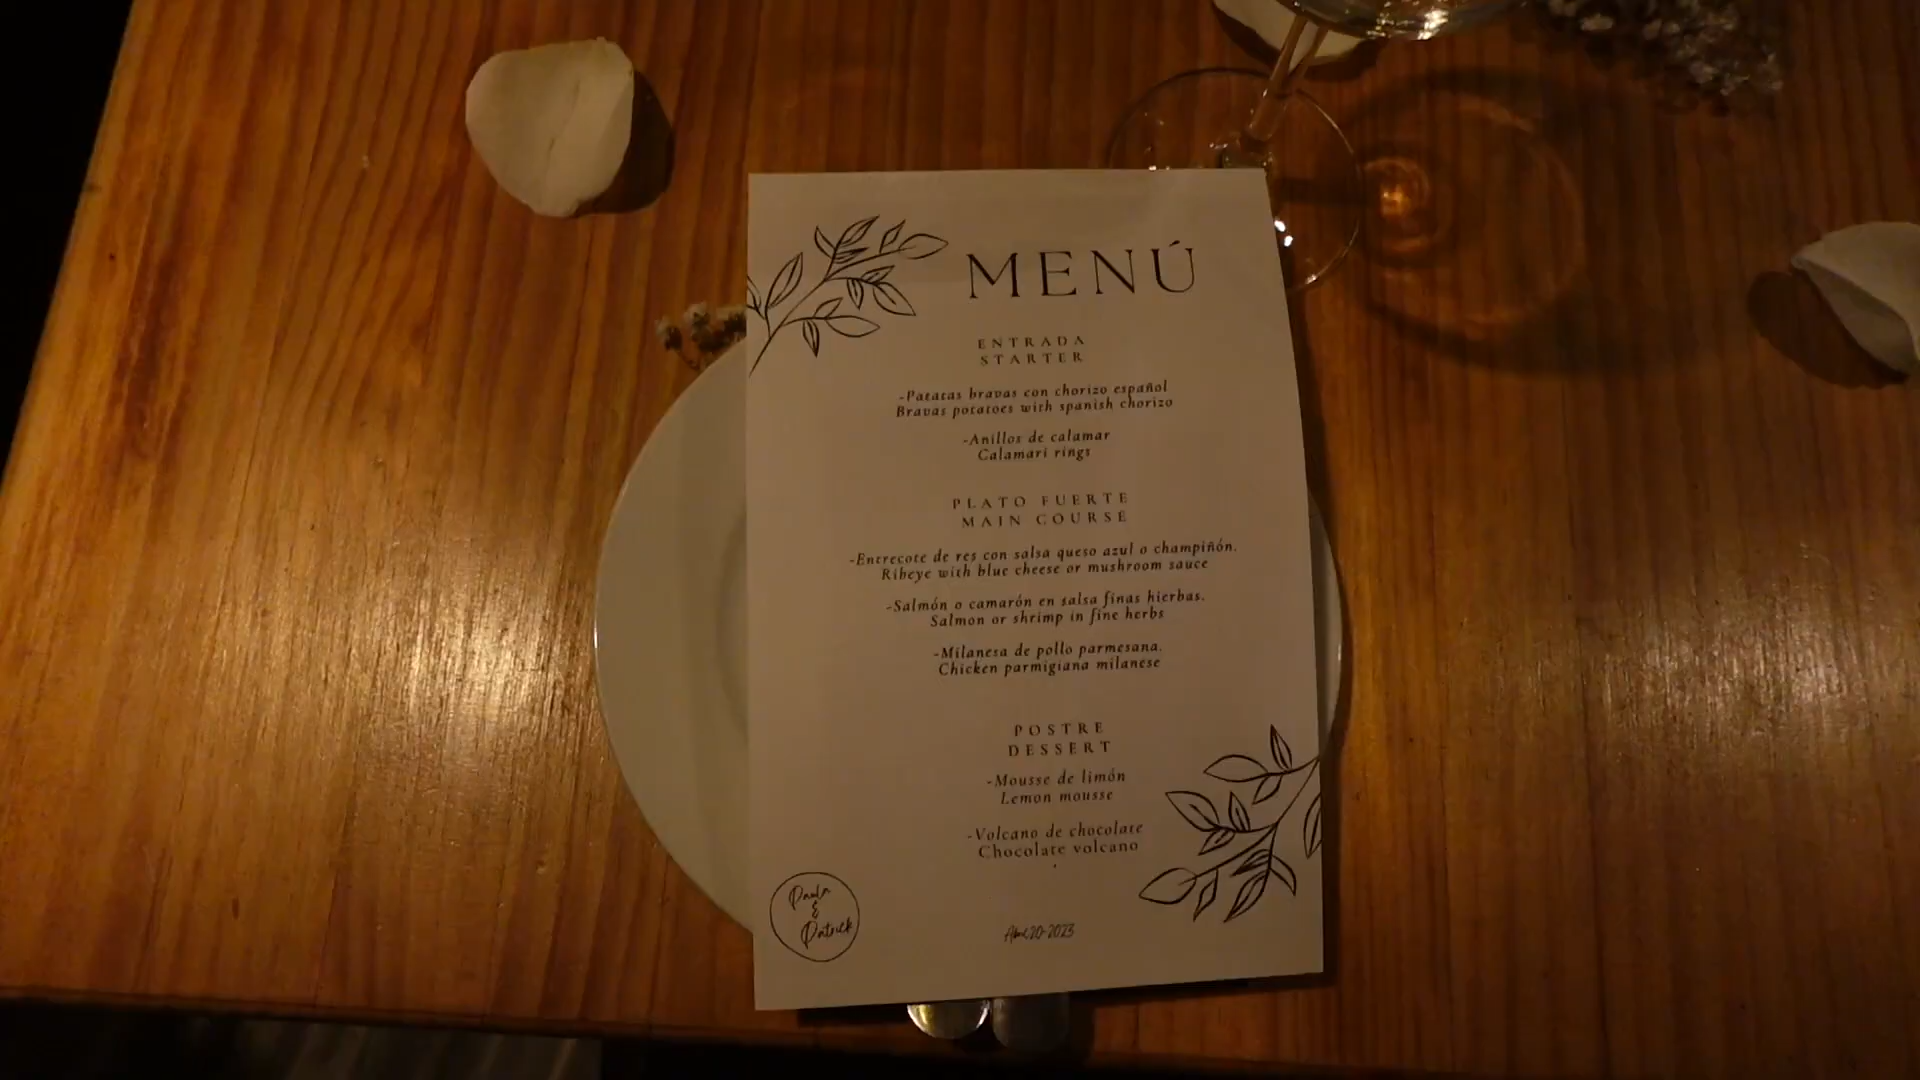 MENÚ
ENTRADA
STARTER
-Patatas bravas con chorizo español
Bravas potatoes with spanish chorizo
-Anillos de calamar
Calamari rings
PLATO FUERTE
MAIN COURSE
-Entrecote de res con salsa queso azul o champiñón.
Ribeye with blue cheese or mushroom sauce
-Salmón o camarón en salsa finas hierbas.
Salmon or shrimp in fine herbs
-Milanesa de pollo parmesana.
Chicken parmigiana milanese
POSTRE
DESSERT
-Mousse de limón
Lemon mousse
-Volcano de chocolate
Chocolate volcano
Paula
&
Patrick
Abril 20-2023